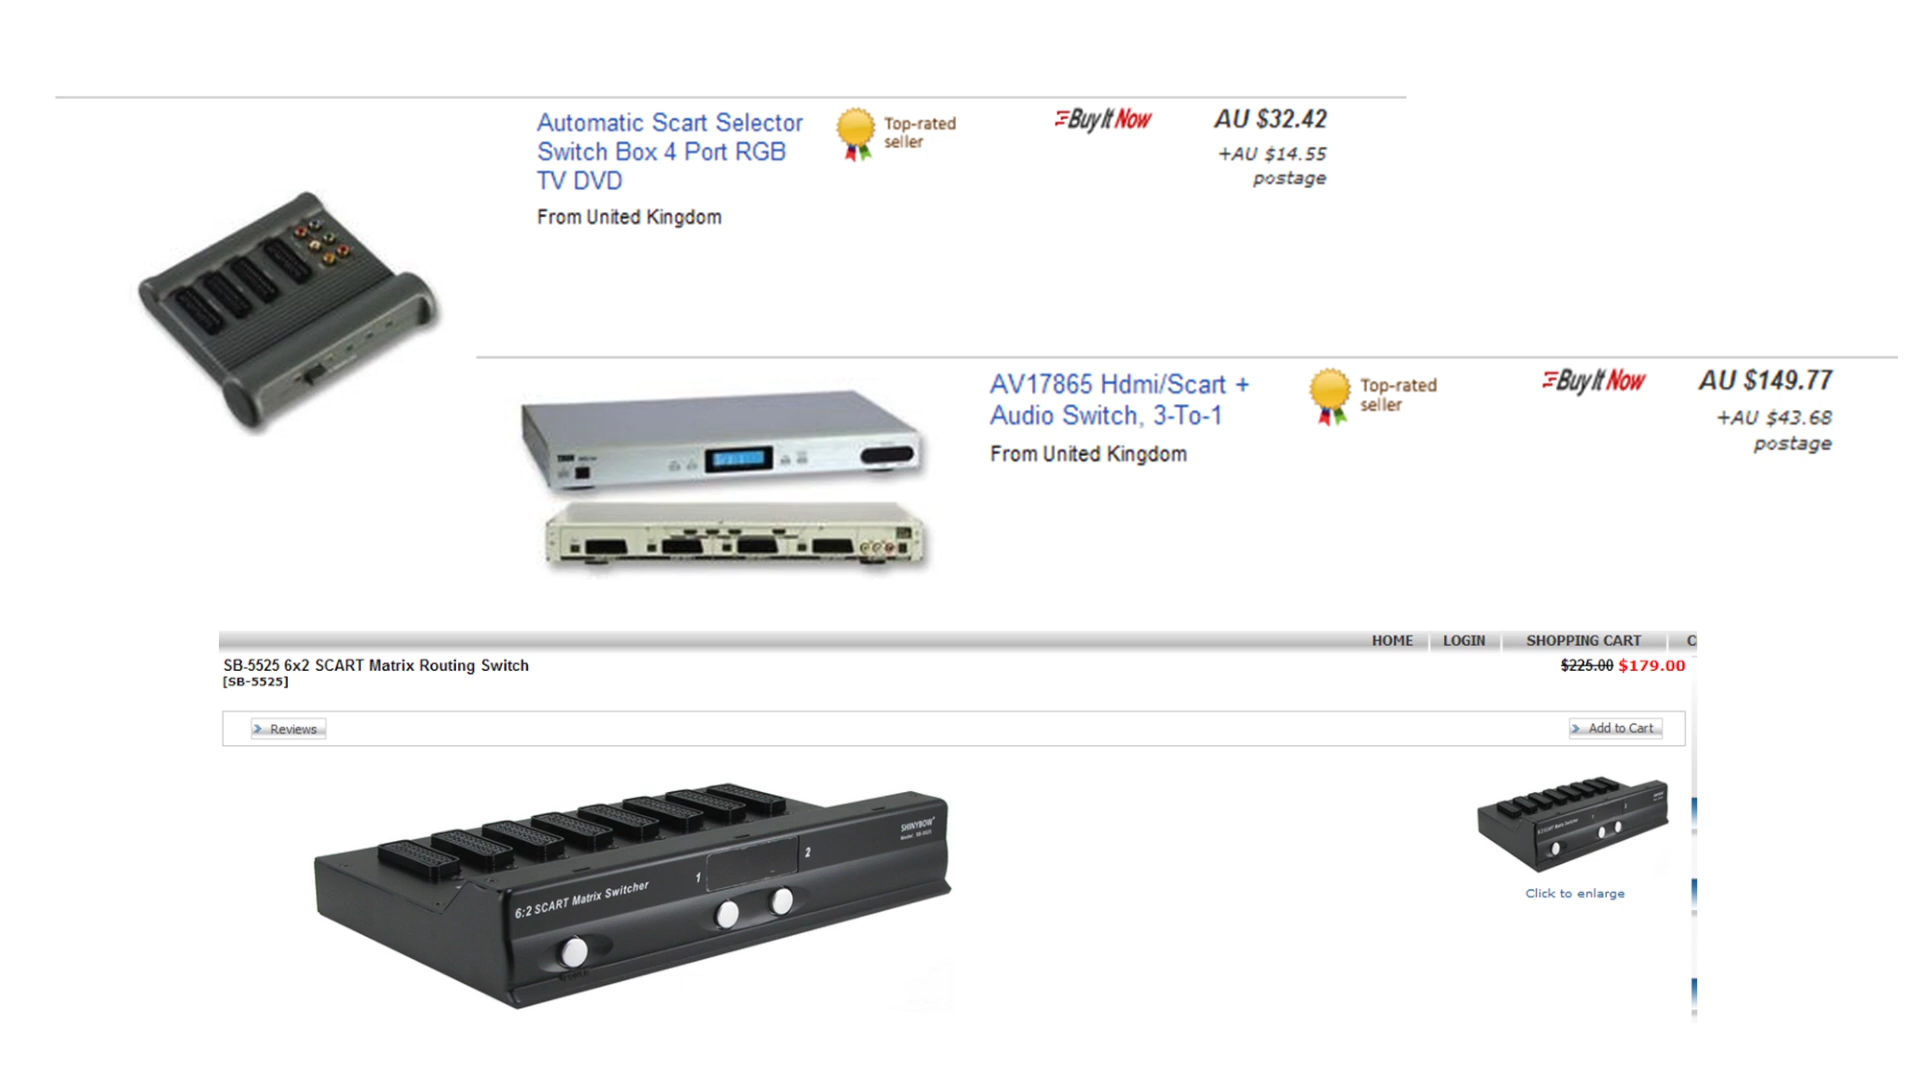 Automatic Scart Selector
Switch Box 4 Port RGB
TV DVD
From United Kingdom
Top-rated
seller
Buy It Now
AU $32.42
+AU $14.55
postage
AV17865 Hdmi/Scart +
Audio Switch, 3-To-1
From United Kingdom
Top-rated
seller
Buy It Now
AU $149.77
+AU $43.68
postage
HOME LOGIN SHOPPING CART C
SB-5525 6x2 SCART Matrix Routing Switch
$225.00 $179.00
[SB-5525]
Reviews
Add to Cart
SHINYBOW
6:2 SCART Matrix Switcher
1
2
Click to enlarge